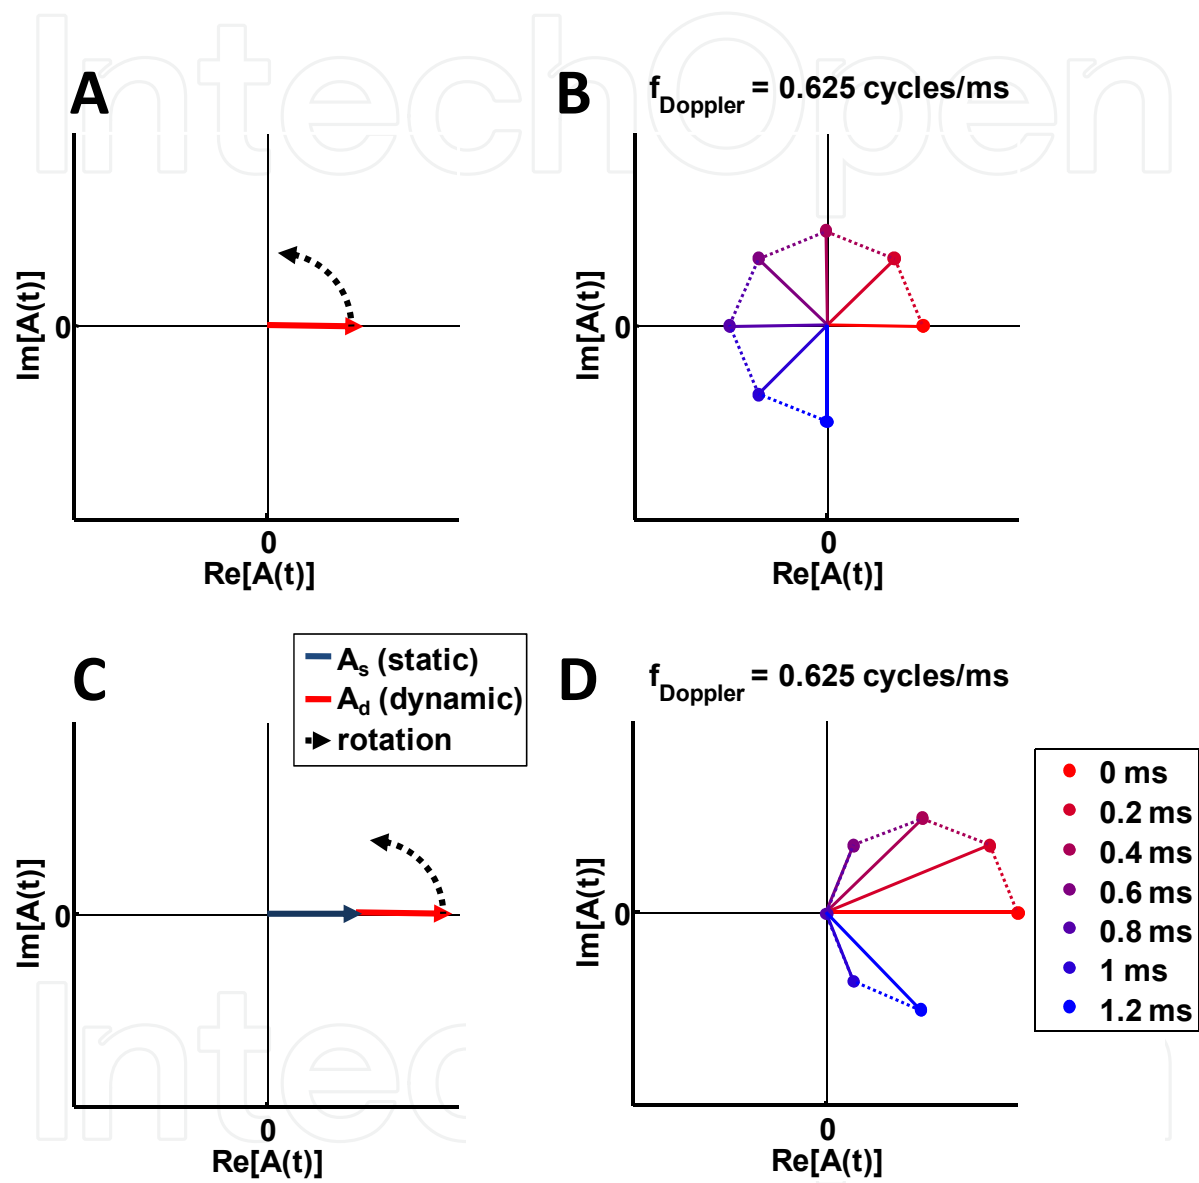 IntechOpen
A
B
f_Doppler = 0.625 cycles/ms
Im[A(t)]
0
0
Re[A(t)]
Im[A(t)]
0
0
Re[A(t)]
C
A_s (static)
A_d (dynamic)
rotation
D
f_Doppler = 0.625 cycles/ms
Im[A(t)]
0
0
Re[A(t)]
Im[A(t)]
0
0
Re[A(t)]
0 ms
0.2 ms
0.4 ms
0.6 ms
0.8 ms
1 ms
1.2 ms
Intec